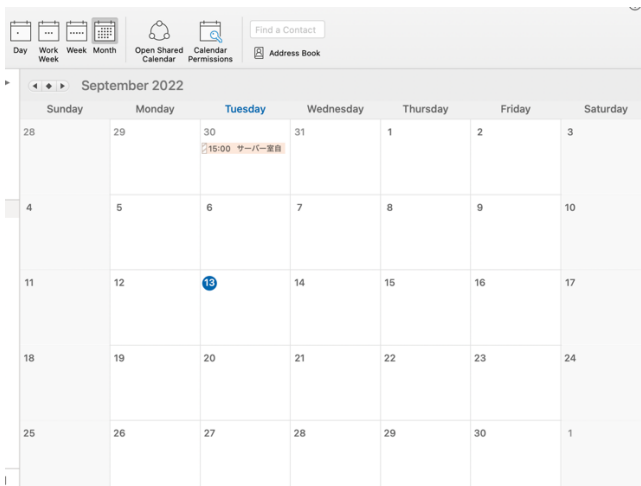 Find a Contact
Day Work Week Week Month Open Shared Calendar Calendar Permissions Address Book
September 2022
Sunday Monday Tuesday Wednesday Thursday Friday Saturday
28 29 30 31 1 2 3
15:00 サーバー室自
4 5 6 7 8 9 10
11 12 13 14 15 16 17
18 19 20 21 22 23 24
25 26 27 28 29 30 1